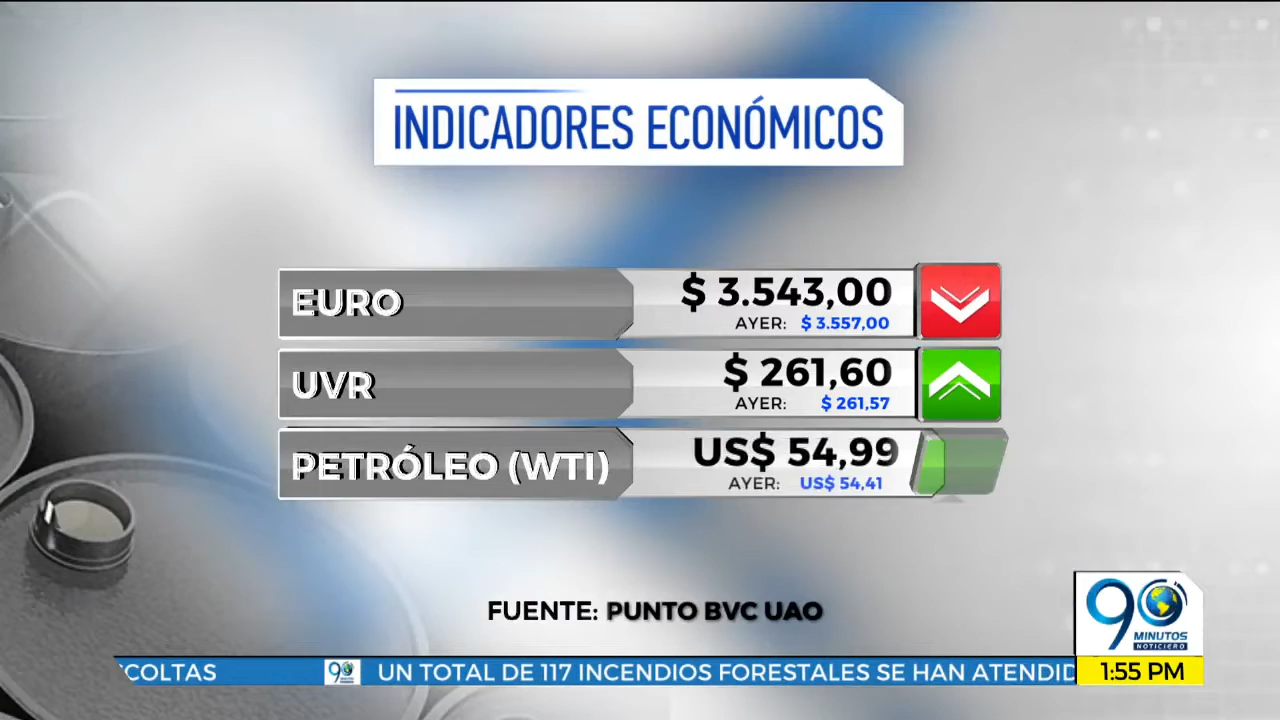 INDICADORES ECONÓMICOS
EURO
$ 3.543,00
AYER: $ 3.557,00
UVR
$ 261,60
AYER: $ 261,57
PETRÓLEO (WTI)
US$ 54,99
AYER: US$ 54,41
FUENTE: PUNTO BVC UAO
90
MINUTOS
NOTICIERO
COLTAS 90 UN TOTAL DE 117 INCENDIOS FORESTALES SE HAN ATENDID
1:55 PM